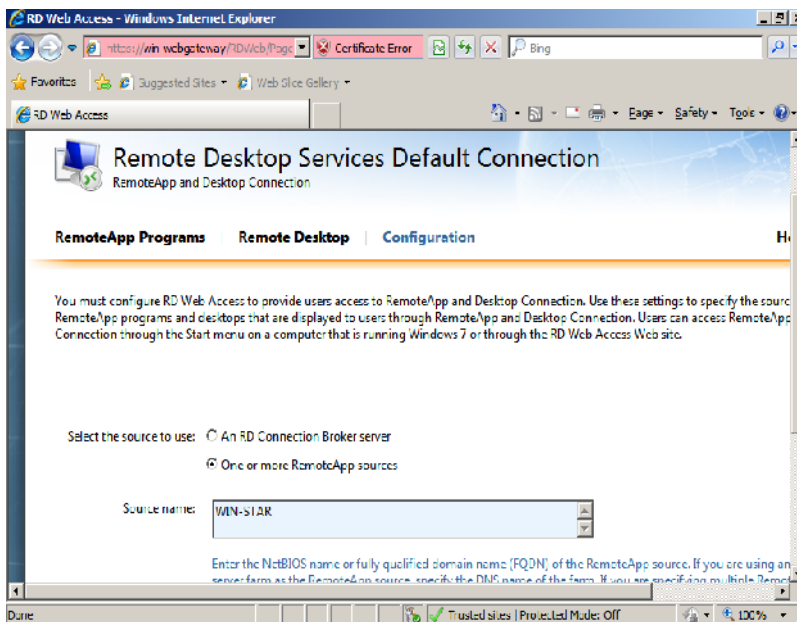 RD Web Access - Windows Internet Explorer
https://win-webgateway/RDWeb/Page
Certificate Error
Bing
Favorites
Suggested Sites
Web Slice Gallery
RD Web Access
Page
Safety
Tools
Remote Desktop Services Default Connection
RemoteApp and Desktop Connection
RemoteApp Programs | Remote Desktop | Configuration
You must configure RD Web Access to provide users access to RemoteApp and Desktop Connection. Use these settings to specify the sourc
RemoteApp programs and desktops that are displayed to users through RemoteApp and Desktop Connection. Users can access RemoteApp
Connection through the Start menu on a computer that is running Windows 7 or through the RD Web Access Web site.
Select the source to use: An RD Connection Broker server
One or more RemoteApp sources
Source name: WIN-STAR
Enter the NetBIOS name or fully qualified domain name (FQDN) of the RemoteApp source. If you are using an
server farm as the RemoteApp source, specify the DNS name of the farm. If you are specifying multiple Remot
Done
Trusted sites | Protected Mode: Off
100%